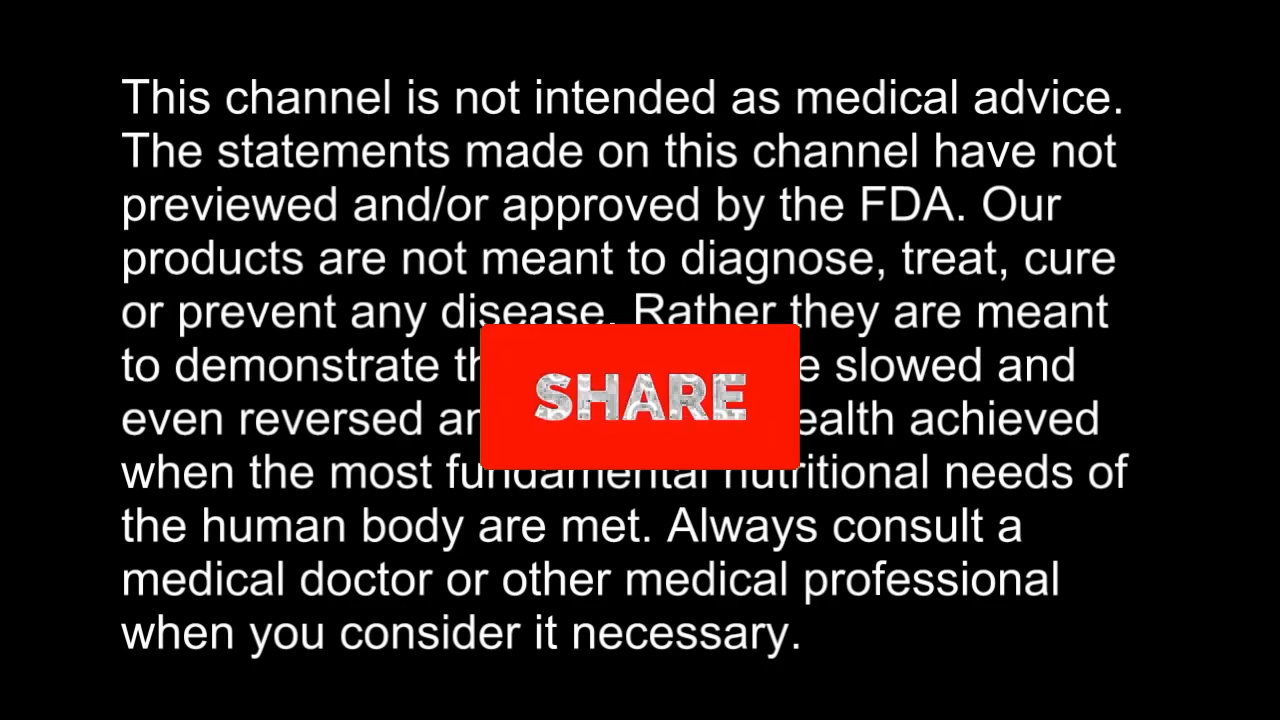 This channel is not intended as medical advice.
The statements made on this channel have not
previewed and/or approved by the FDA. Our
products are not meant to diagnose, treat, cure
or prevent any disease. Rather they are meant
to demonstrate slowed and
SHARE
even reversed achieved
when the most fundamental nutritional needs of
the human body are met. Always consult a
medical doctor or other medical professional
when you consider it necessary.